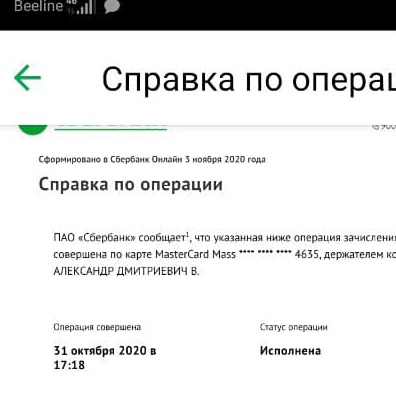 Beeline
Справка по опера
Сформировано в Сбербанк Онлайн 3 ноября 2020 года
Справка по операции
ПАО «Сбербанк» сообщает¹, что указанная ниже операция зачислени
совершена по карте MasterCard Mass **** **** **** 4635, держателем ко
АЛЕКСАНДР ДМИТРИЕВИЧ В.
Операция совершена
Статус операции
31 октября 2020 в
17:18
Исполнена